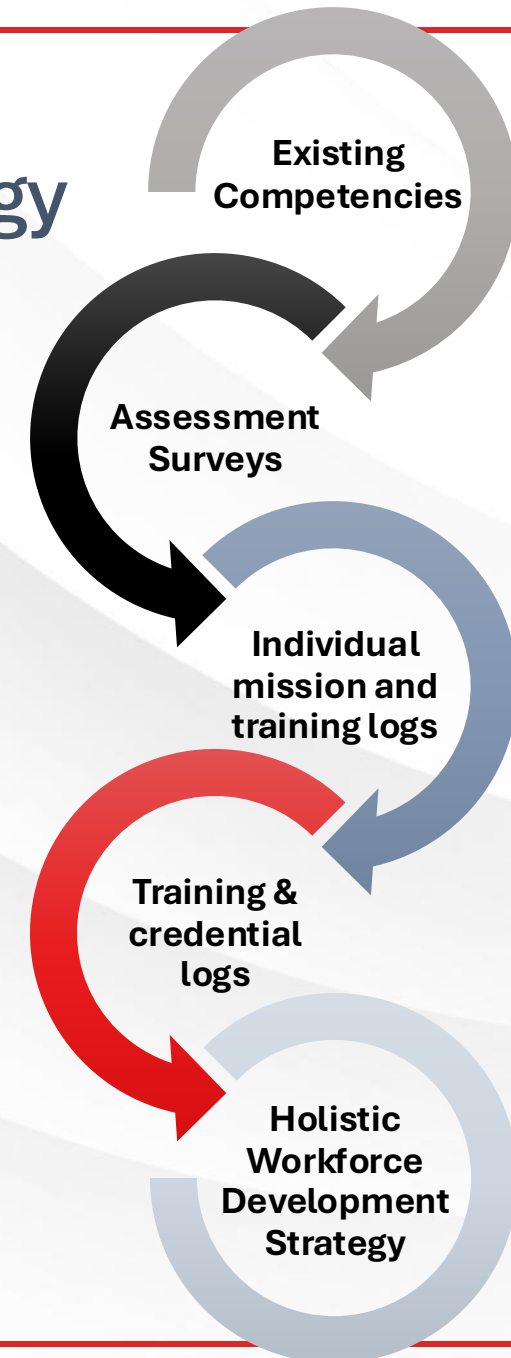 gy
Existing
Competencies
Assessment
Surveys
Individual
mission and
training logs
Training &
credential
logs
Holistic
Workforce
Development
Strategy